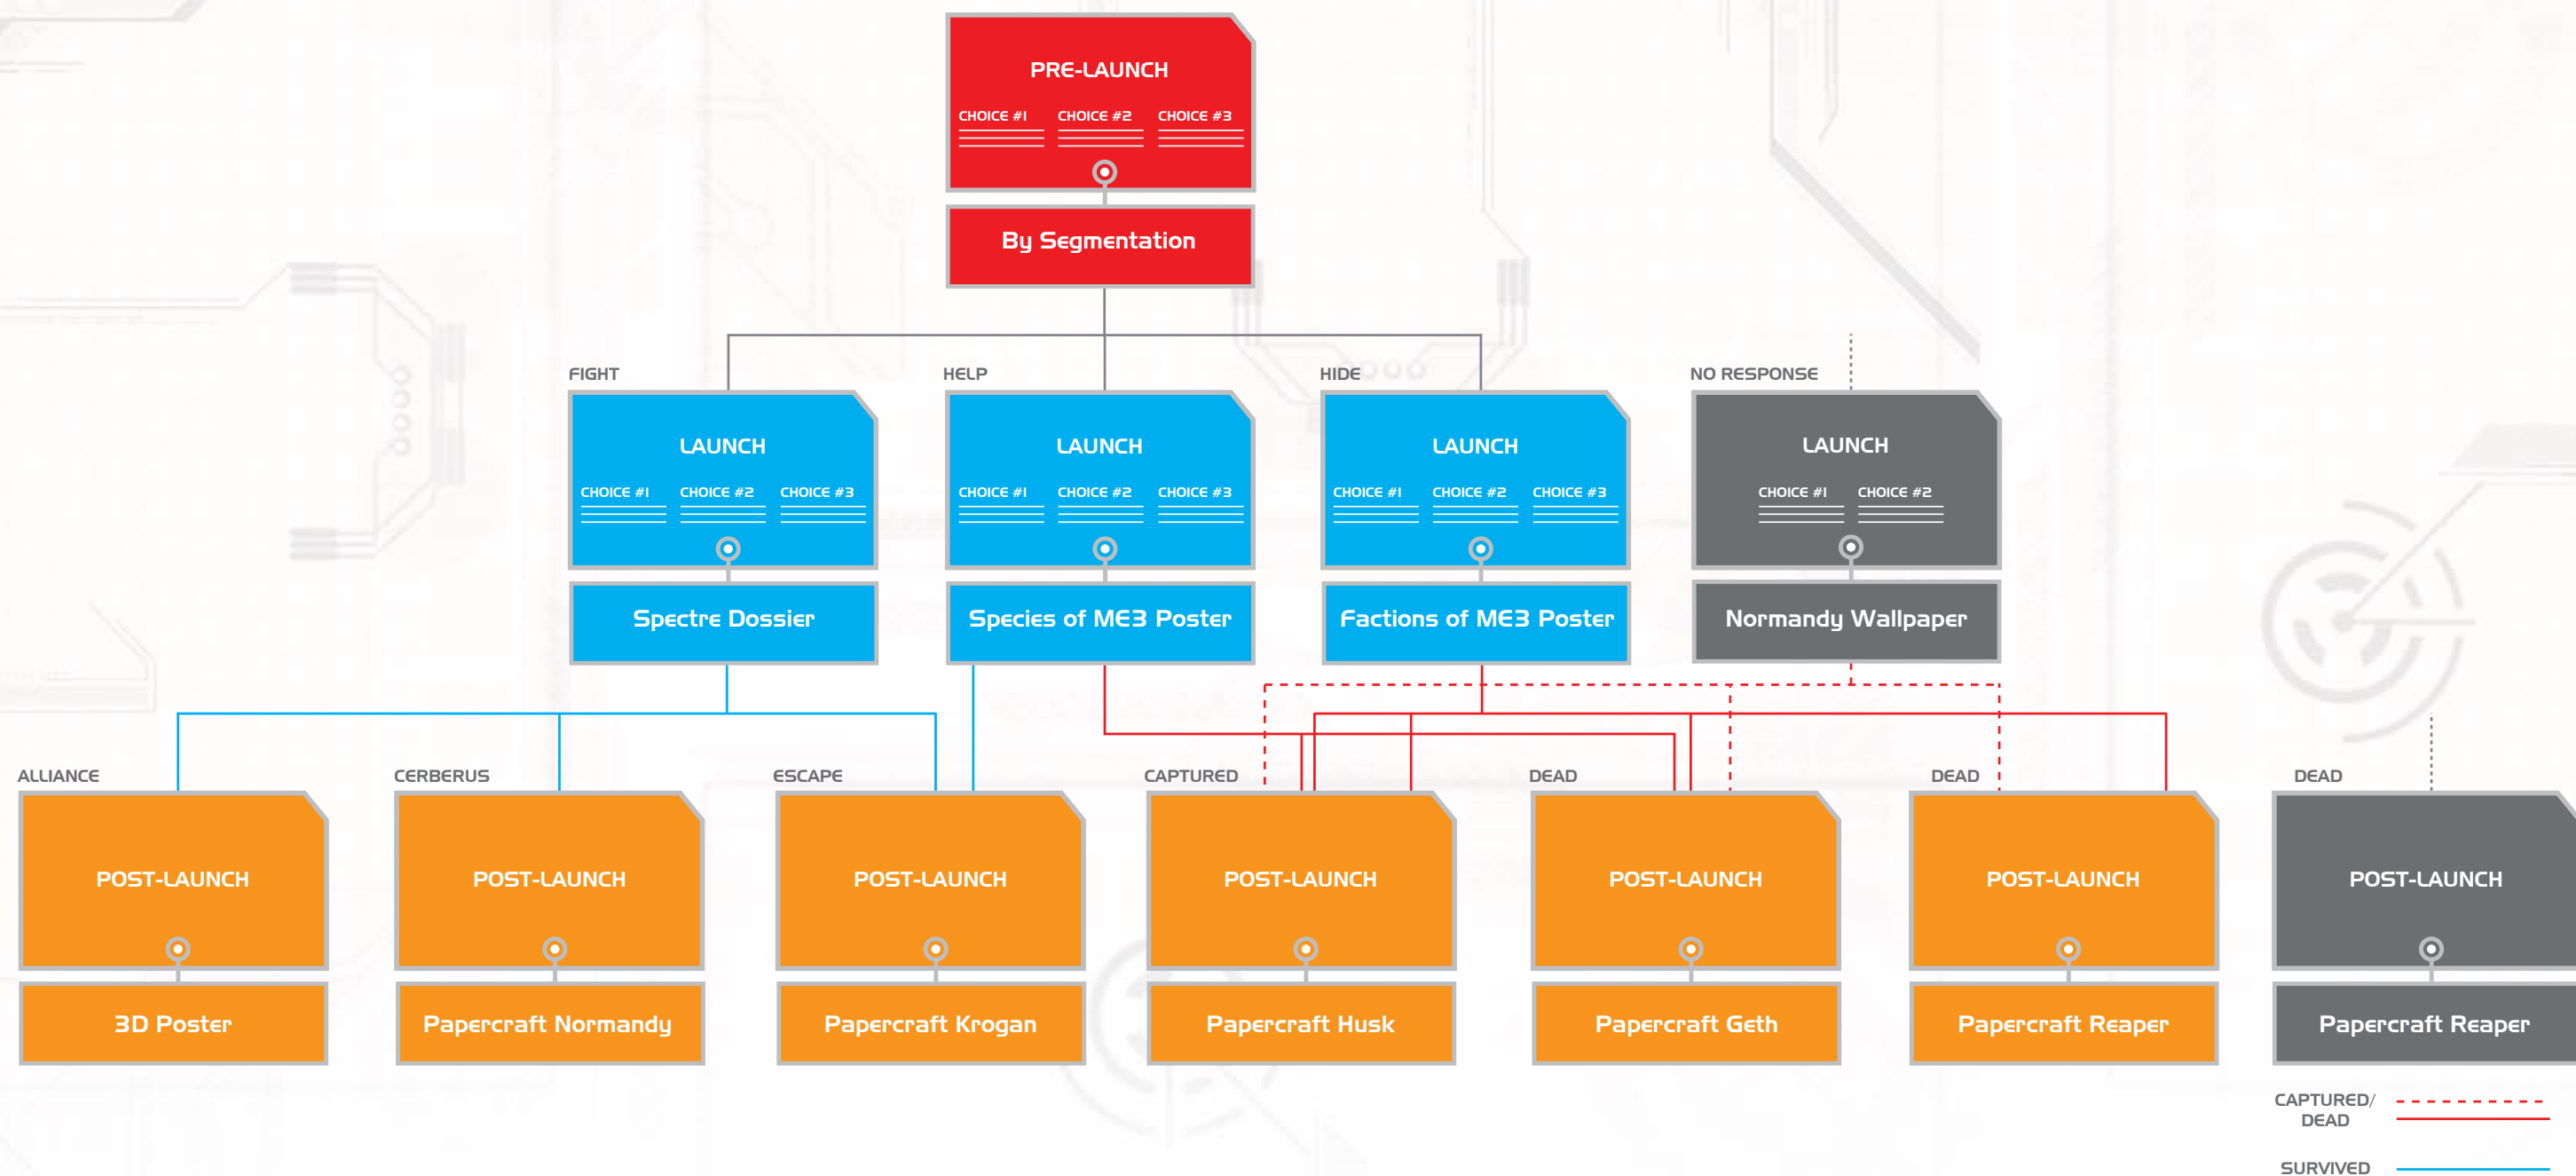 PRE-LAUNCH
CHOICE #1 CHOICE #2 CHOICE #3
By Segmentation
FIGHT HELP HIDE NO RESPONSE
LAUNCH LAUNCH LAUNCH LAUNCH
CHOICE #1 CHOICE #2 CHOICE #3 CHOICE #1 CHOICE #2 CHOICE #3 CHOICE #1 CHOICE #2 CHOICE #3 CHOICE #1 CHOICE #2
Spectre Dossier Species of ME3 Poster Factions of ME3 Poster Normandy Wallpaper
ALLIANCE CERBERUS ESCAPE CAPTURED DEAD DEAD DEAD
POST-LAUNCH POST-LAUNCH POST-LAUNCH POST-LAUNCH POST-LAUNCH POST-LAUNCH POST-LAUNCH
3D Poster Papercraft Normandy Papercraft Krogan Papercraft Husk Papercraft Geth Papercraft Reaper Papercraft Reaper
CAPTURED/
DEAD
SURVIVED